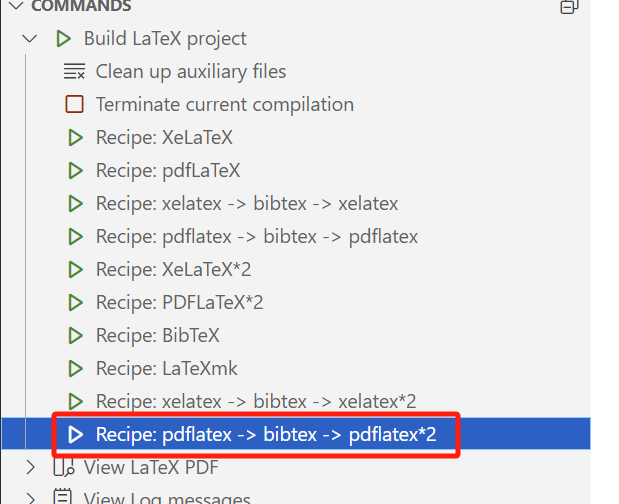 COMMANDS
Build LaTeX project
Clean up auxiliary files
Terminate current compilation
Recipe: XeLaTeX
Recipe: pdfLaTeX
Recipe: xelatex -> bibtex -> xelatex
Recipe: pdflatex -> bibtex -> pdflatex
Recipe: XeLaTeX*2
Recipe: PDFLaTeX*2
Recipe: BibTeX
Recipe: LaTeXmk
Recipe: xelatex -> bibtex -> xelatex*2
Recipe: pdflatex -> bibtex -> pdflatex*2
View LaTeX PDF
View Log messages